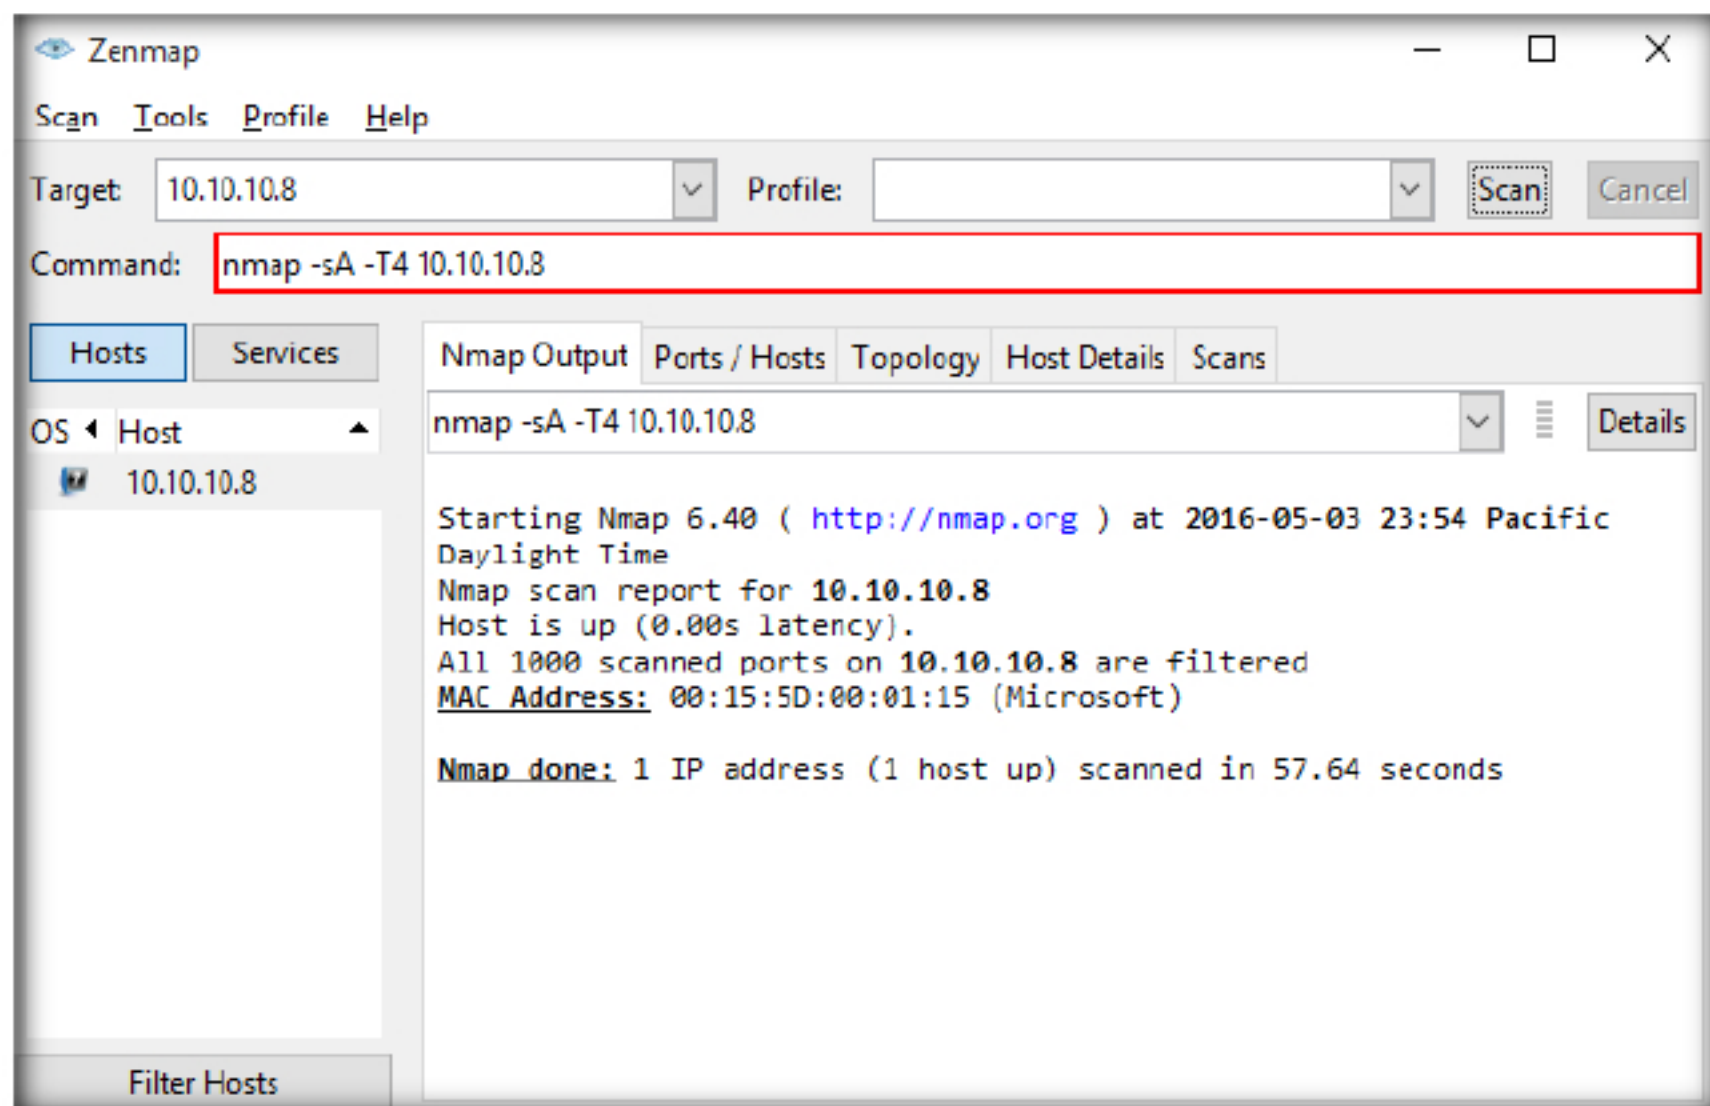 Zenmap
Scan Tools Profile Help
Target: 10.10.10.8 Profile: Scan Cancel
Command: nmap -sA -T4 10.10.10.8
Hosts Services
Nmap Output Ports / Hosts Topology Host Details Scans
OS Host
nmap -sA -T4 10.10.10.8 Details
10.10.10.8
Starting Nmap 6.40 ( http://nmap.org ) at 2016-05-03 23:54 Pacific
Daylight Time
Nmap scan report for 10.10.10.8
Host is up (0.00s latency).
All 1000 scanned ports on 10.10.10.8 are filtered
MAC Address: 00:15:5D:00:01:15 (Microsoft)
Nmap done: 1 IP address (1 host up) scanned in 57.64 seconds
Filter Hosts